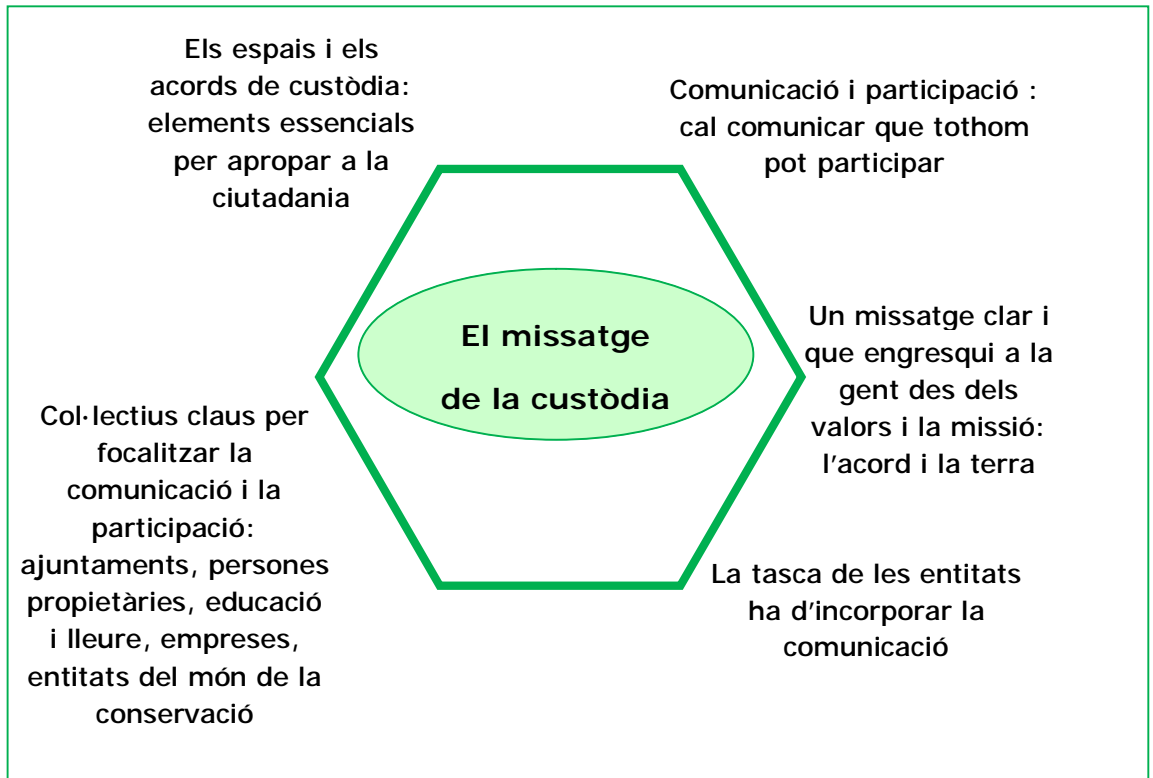 Els espais i els
acords de custòdia:
elements essencials
per apropar a la
ciutadania
Comunicació i participació :
cal comunicar que tothom
pot participar
El missatge
de la custòdia
Un missatge clar i
que engresqui a la
gent des dels
valors i la missió:
l'acord i la terra
Col·lectius claus per
focalitzar la
comunicació i la
participació:
ajuntaments, persones
propietàries, educació
i lleure, empreses,
entitats del món de la
conservació
La tasca de les entitats
ha d'incorporar la
comunicació